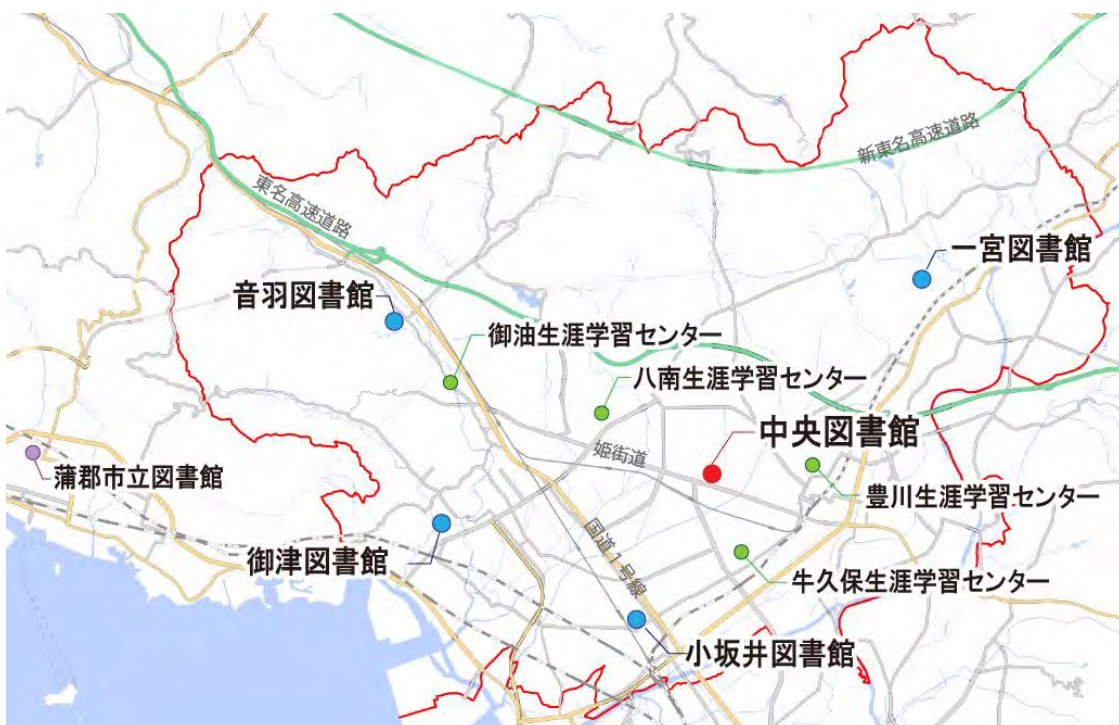 新東名高速道路
東名高速道路
一宮図書館
音羽図書館
御油生涯学習センター
八南生涯学習センター
中央図書館
姫街道
蒲郡市立図書館
豊川生涯学習センター
御津図書館
国道1号線
牛久保生涯学習センター
小坂井図書館